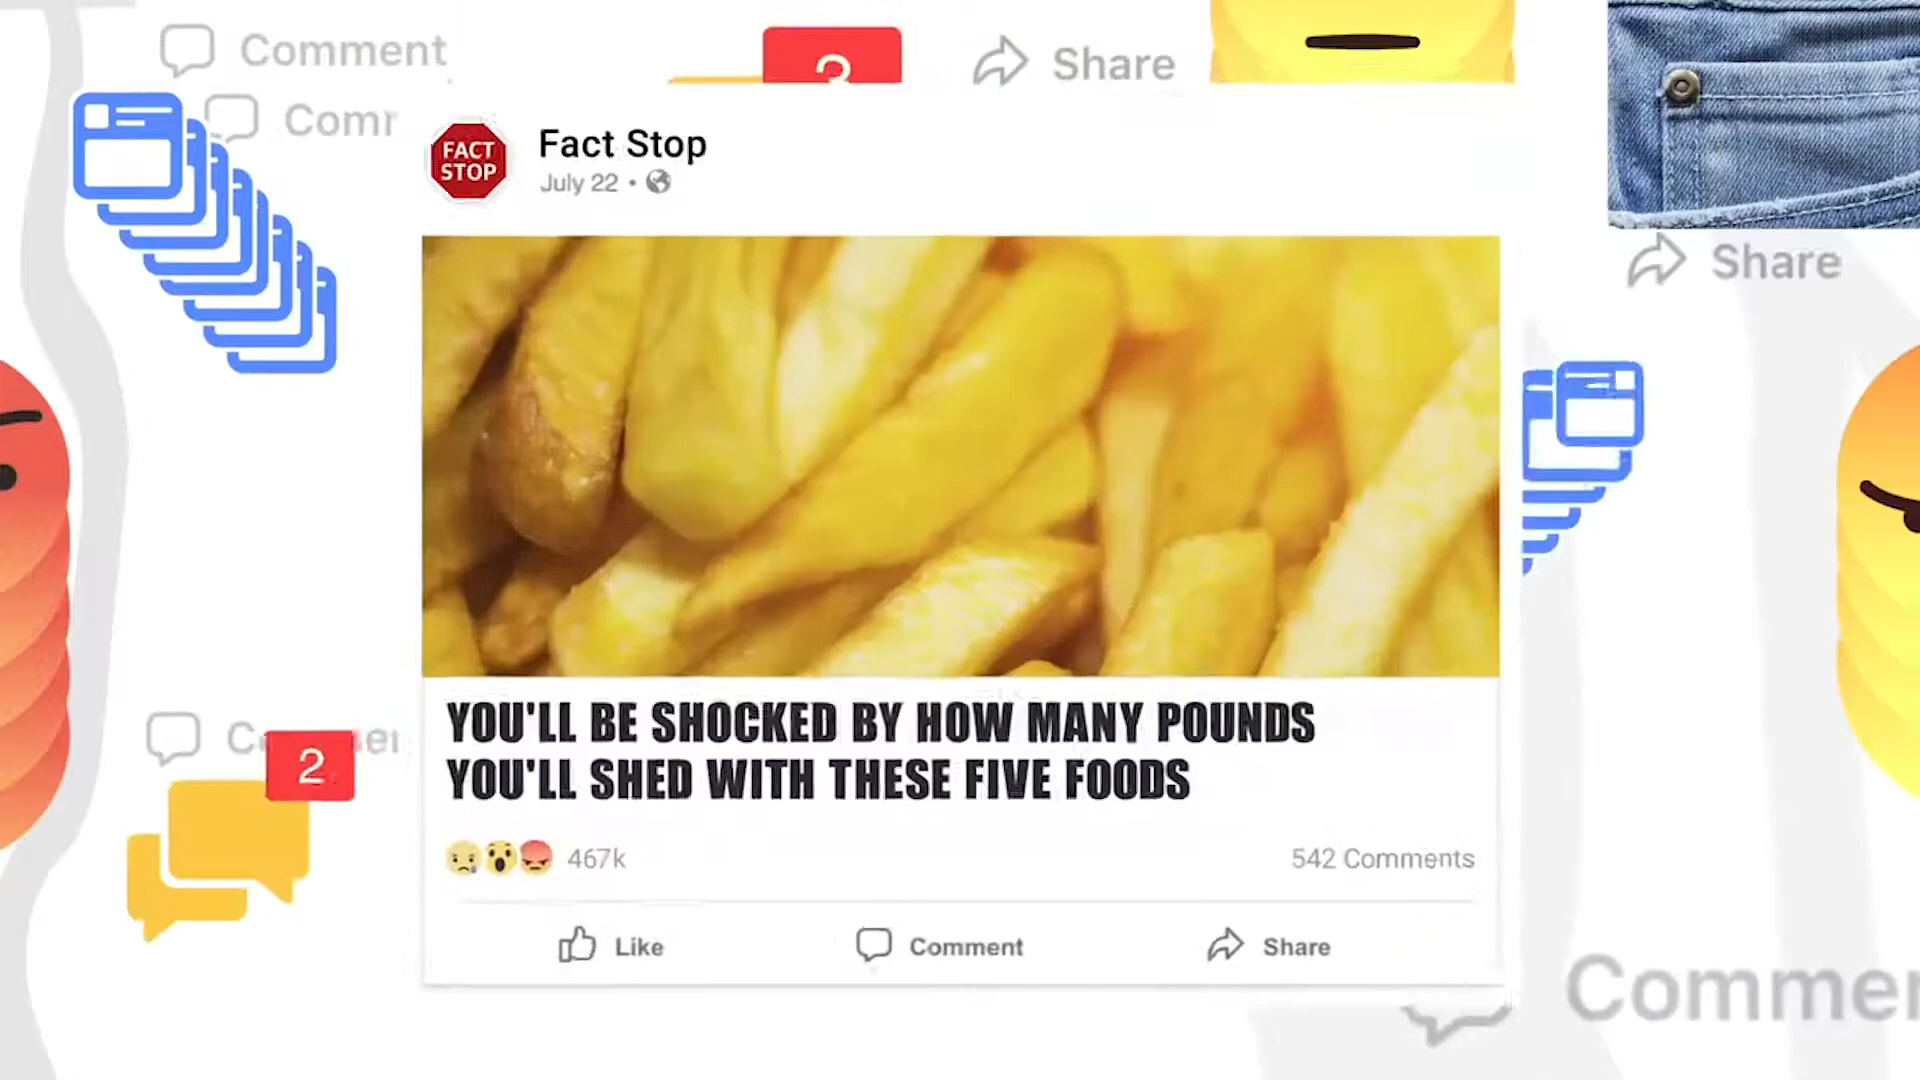 Comment
Share
FACT
STOP
Fact Stop
July 22 •
Share
YOU'LL BE SHOCKED BY HOW MANY POUNDS
YOU'LL SHED WITH THESE FIVE FOODS
2
467k
542 Comments
Like
Comment
Share